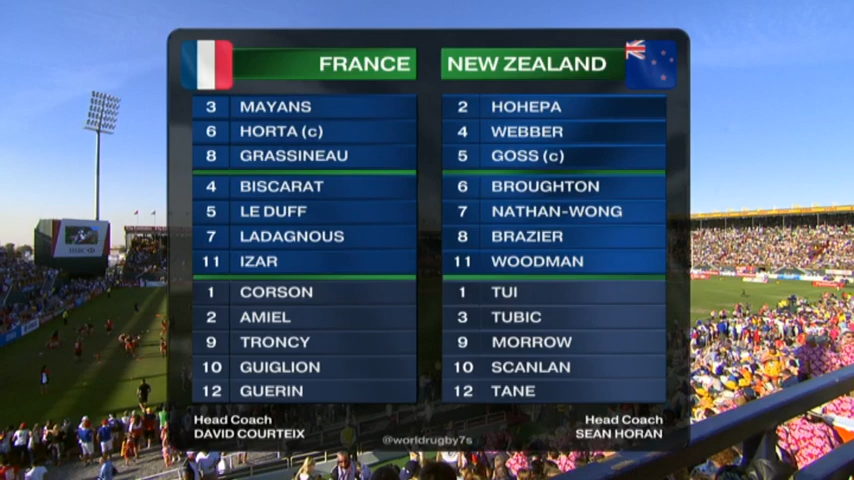 FRANCE
3 MAYANS
6 HORTA (c)
8 GRASSINEAU
4 BISCARAT
5 LE DUFF
7 LADAGNOUS
11 IZAR
1 CORSON
2 AMIEL
9 TRONCY
10 GUIGLION
12 GUERIN
Head Coach
DAVID COURTEIX
NEW ZEALAND
2 HOHEPA
4 WEBBER
5 GOSS (c)
6 BROUGHTON
7 NATHAN-WONG
8 BRAZIER
11 WOODMAN
1 TUI
3 TUBIC
9 MORROW
10 SCANLAN
12 TANE
Head Coach
SEAN HORAN
@worldrugby7s